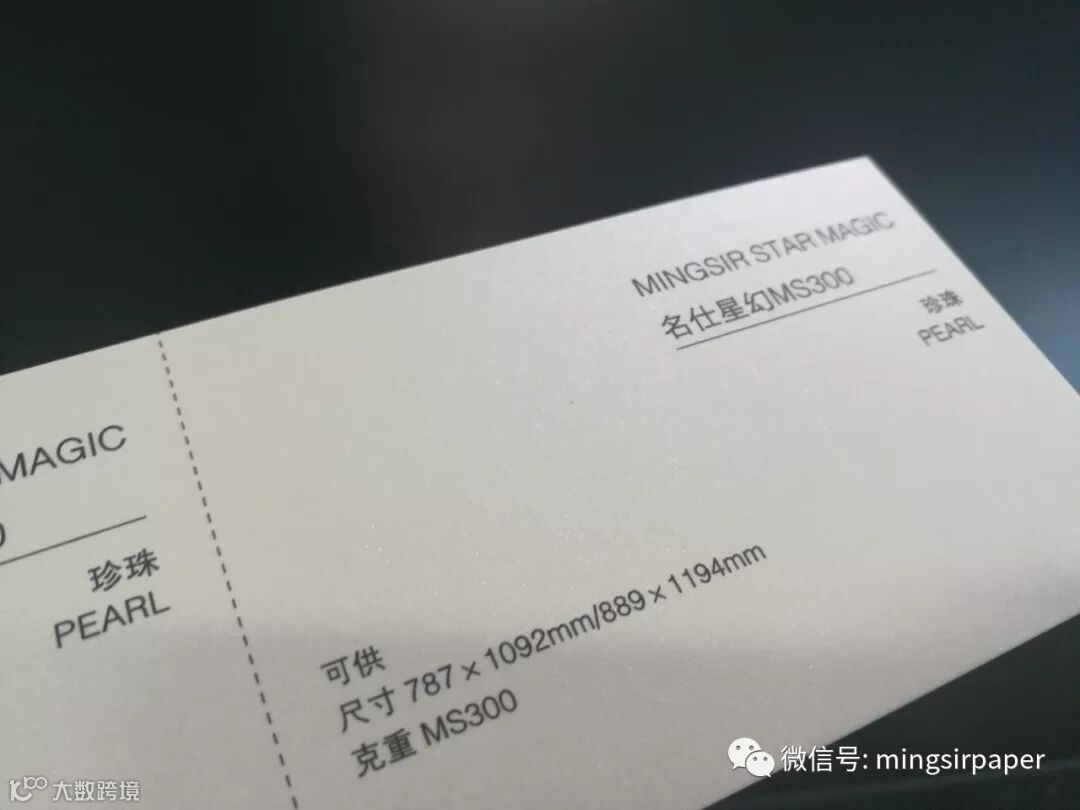 MINGSIR STAR MAGIC
名仕星幻MS300
珍珠
PEARL
MAGIC
珍珠
PEARL
可供
尺寸 787×1092mm/889×1194mm
克重 MS300
微信号: mingsirpaper
大数跨境